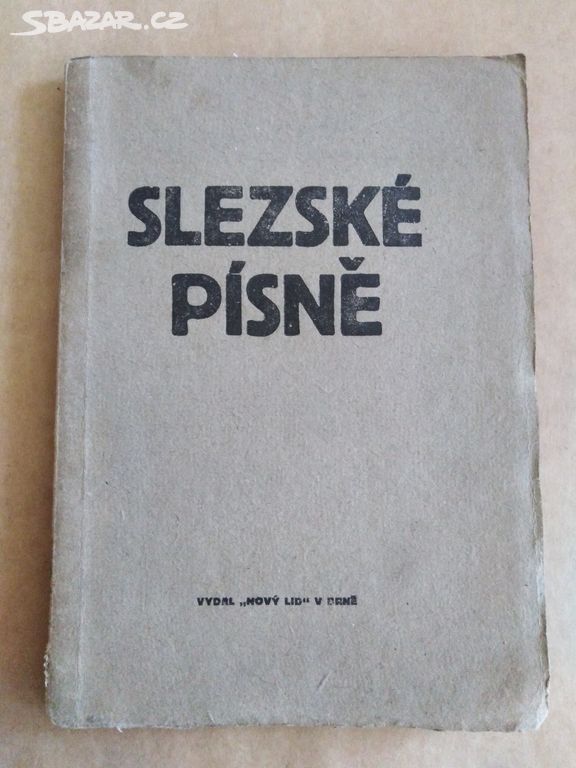 SBAZAR.CZ
SLEZSKÉ
PÍSNĚ
VYDAL „NOVÝ LID" V BRNĚ